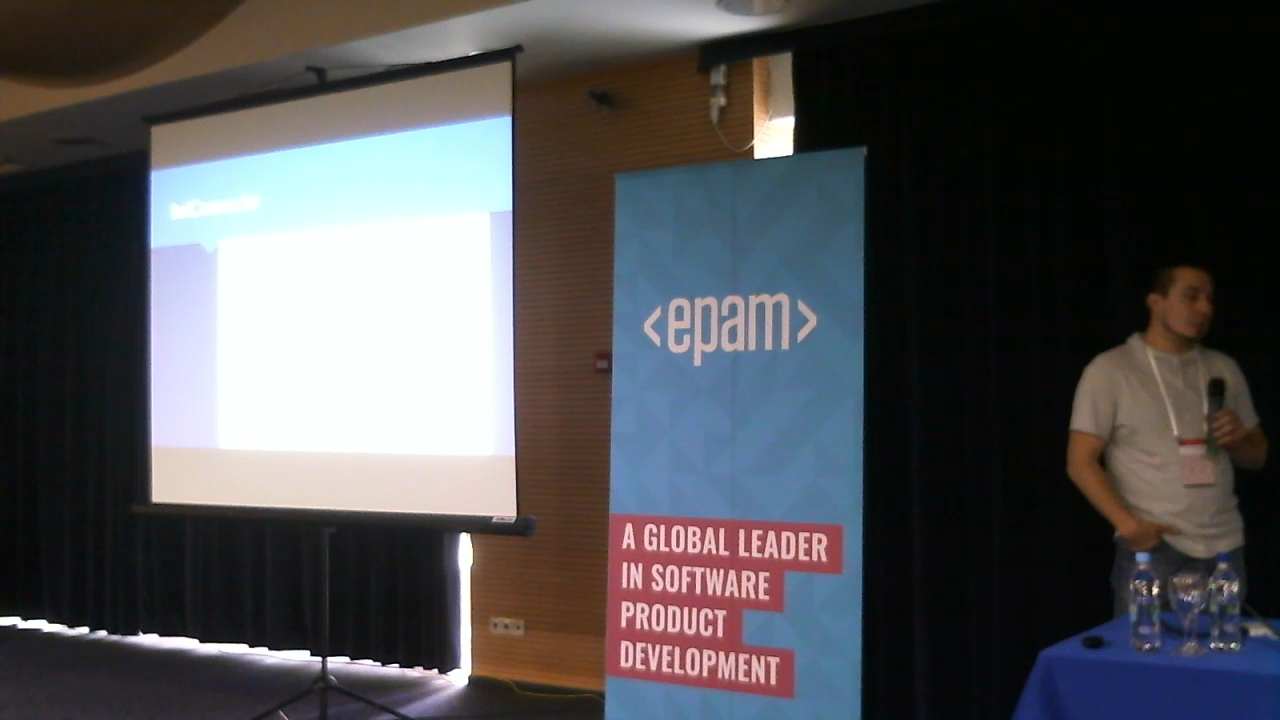 <epam>
A GLOBAL LEADER
IN SOFTWARE
PRODUCT
DEVELOPMENT